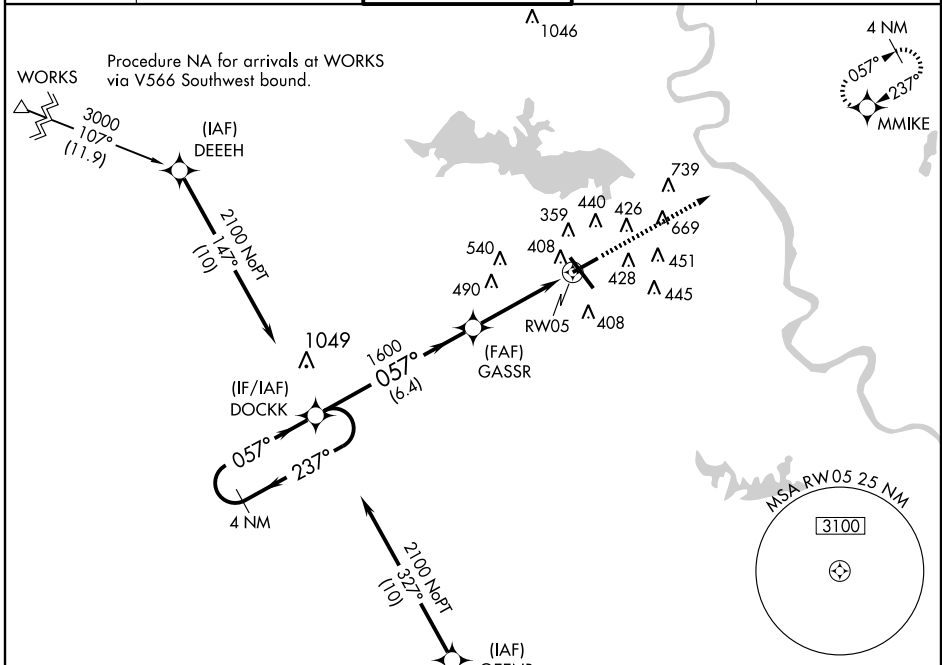 1046
4 NM
057°
237°
MMIKE
Procedure NA for arrivals at WORKS
via V566 Southwest bound.
WORKS
3000
107°
(11.9)
(IAF)
DEEEH
2100 NoPT
147°
(10)
739
440
426
359
669
540
408
451
428
490
445
RW05
408
1049
1600
057°
(6.4)
(FAF)
GASSR
(IF/IAF)
DOCKK
057°
237°
4 NM
MSA RW05 25 NM
3100
2100 NoPT
327°
(10)
(IAF)